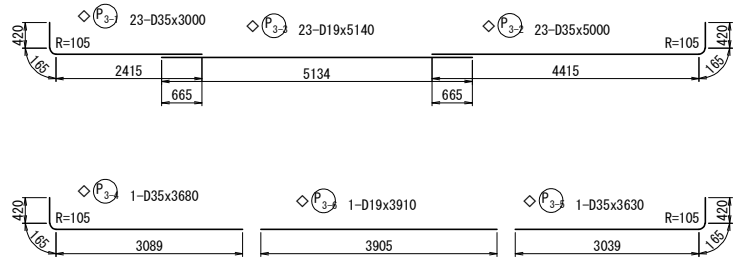 P3-1 23-D35x3000
P3-3 23-D19x5140
P3-2 23-D35x5000
420
R=105
R=105
420
165
2415
5134
4415
165
665
665
P3-4 1-D35x3680
P3-6 1-D19x3910
P3-5 1-D35x3630
420
R=105
R=105
420
165
3089
3905
3039
165